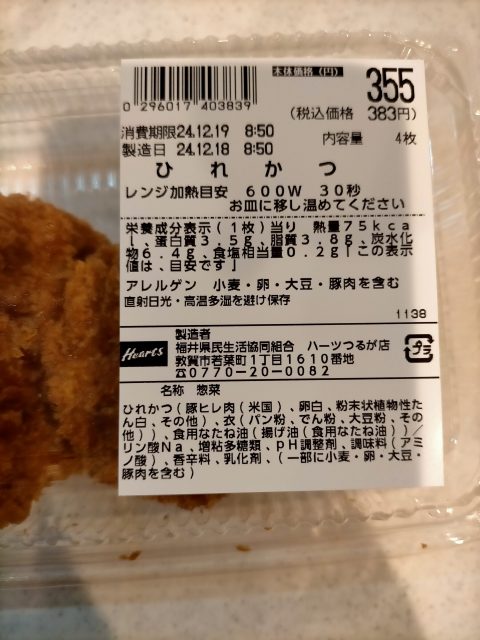 本体価格(円) 355
0 296017 403839
(税込価格 383円)
消費期限24.12.19 8:50
内容量 4枚
製造日 24.12.18 8:50
ひれかつ
レンジ加熱目安 600W 30秒
お皿に移し温めてください
栄養成分表示(1枚)当り 熱量75kca
l、蛋白質3.5g、脂質3.8g、炭水化
物6.4g、食塩相当量0.2g「この表示
値は、目安です」
アレルゲン 小麦・卵・大豆・豚肉を含む
直射日光・高温多湿を避け保存
1138
製造者
Hearts
福井県民生活協同組合 ハーツつるが店
敦賀市若葉町1丁目1610番地
☎0770-20-0082
プラ
名称 惣菜
ひれかつ(豚ヒレ肉(米国)、卵白、粉末状植物性た
ん白、その他)、衣(パン粉、でん粉、大豆粉、その
他))、食用なたね油(揚げ油(食用なたね油))/
リン酸Na、増粘多糖類、pH調整剤、調味料(アミ
ノ酸)、香辛料、乳化剤、(一部に小麦・卵・大豆・
豚肉を含む)